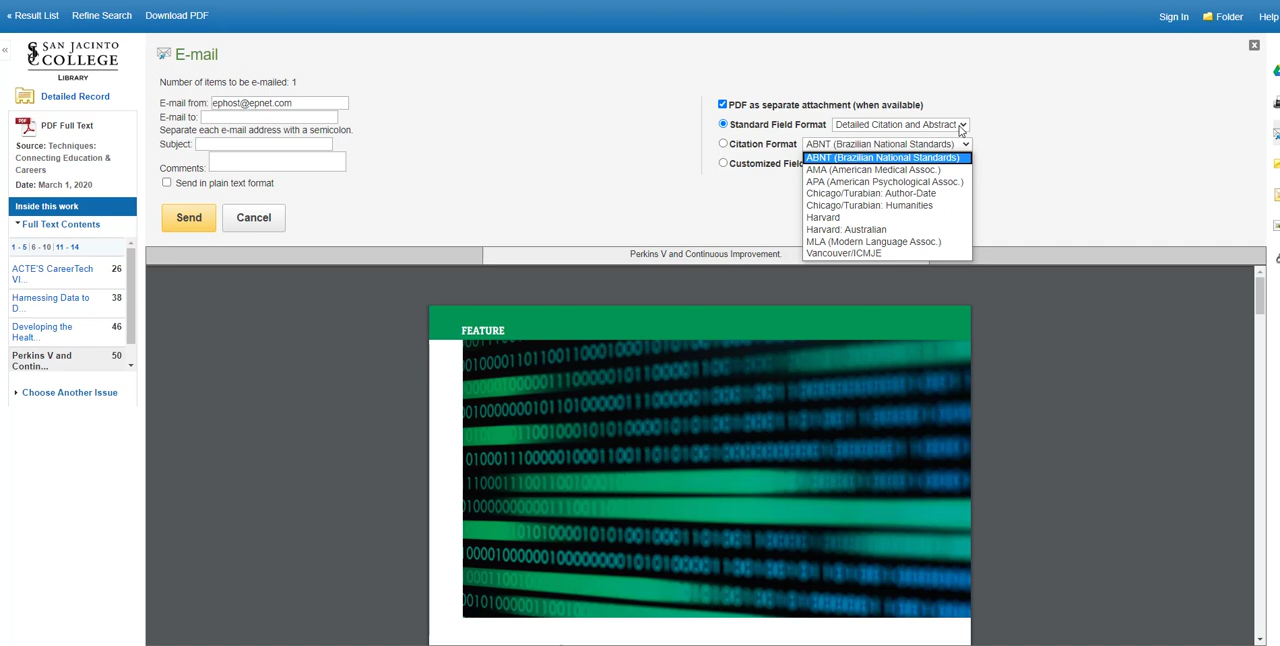 « Result List Refine Search Download PDF Sign In Folder Help
«
SAN JACINTO
COLLEGE
LIBRARY
Detailed Record
PDF Full Text
Source: Techniques:
Connecting Education &
Careers
Date: March 1, 2020
Inside this work
Full Text Contents
1 - 5 | 6 - 10 | 11 - 14
ACTE'S CareerTech 26
VI...
Harnessing Data to 38
D...
Developing the 46
Healt...
Perkins V and 50
Contin...
Choose Another Issue
E-mail
Number of items to be e-mailed: 1
E-mail from: ephost@epnet.com
E-mail to:
Separate each e-mail address with a semicolon.
Subject:
Comments:
Send in plain text format
Send Cancel
PDF as separate attachment (when available)
Standard Field Format Detailed Citation and Abstract
Citation Format ABNT (Brazilian National Standards)
Customized Field
ABNT (Brazilian National Standards)
AMA (American Medical Assoc.)
APA (American Psychological Assoc.)
Chicago/Turabian: Author-Date
Chicago/Turabian: Humanities
Harvard
Harvard: Australian
MLA (Modern Language Assoc.)
Vancouver/ICMJE
Perkins V and Continuous Improvement.
FEATURE